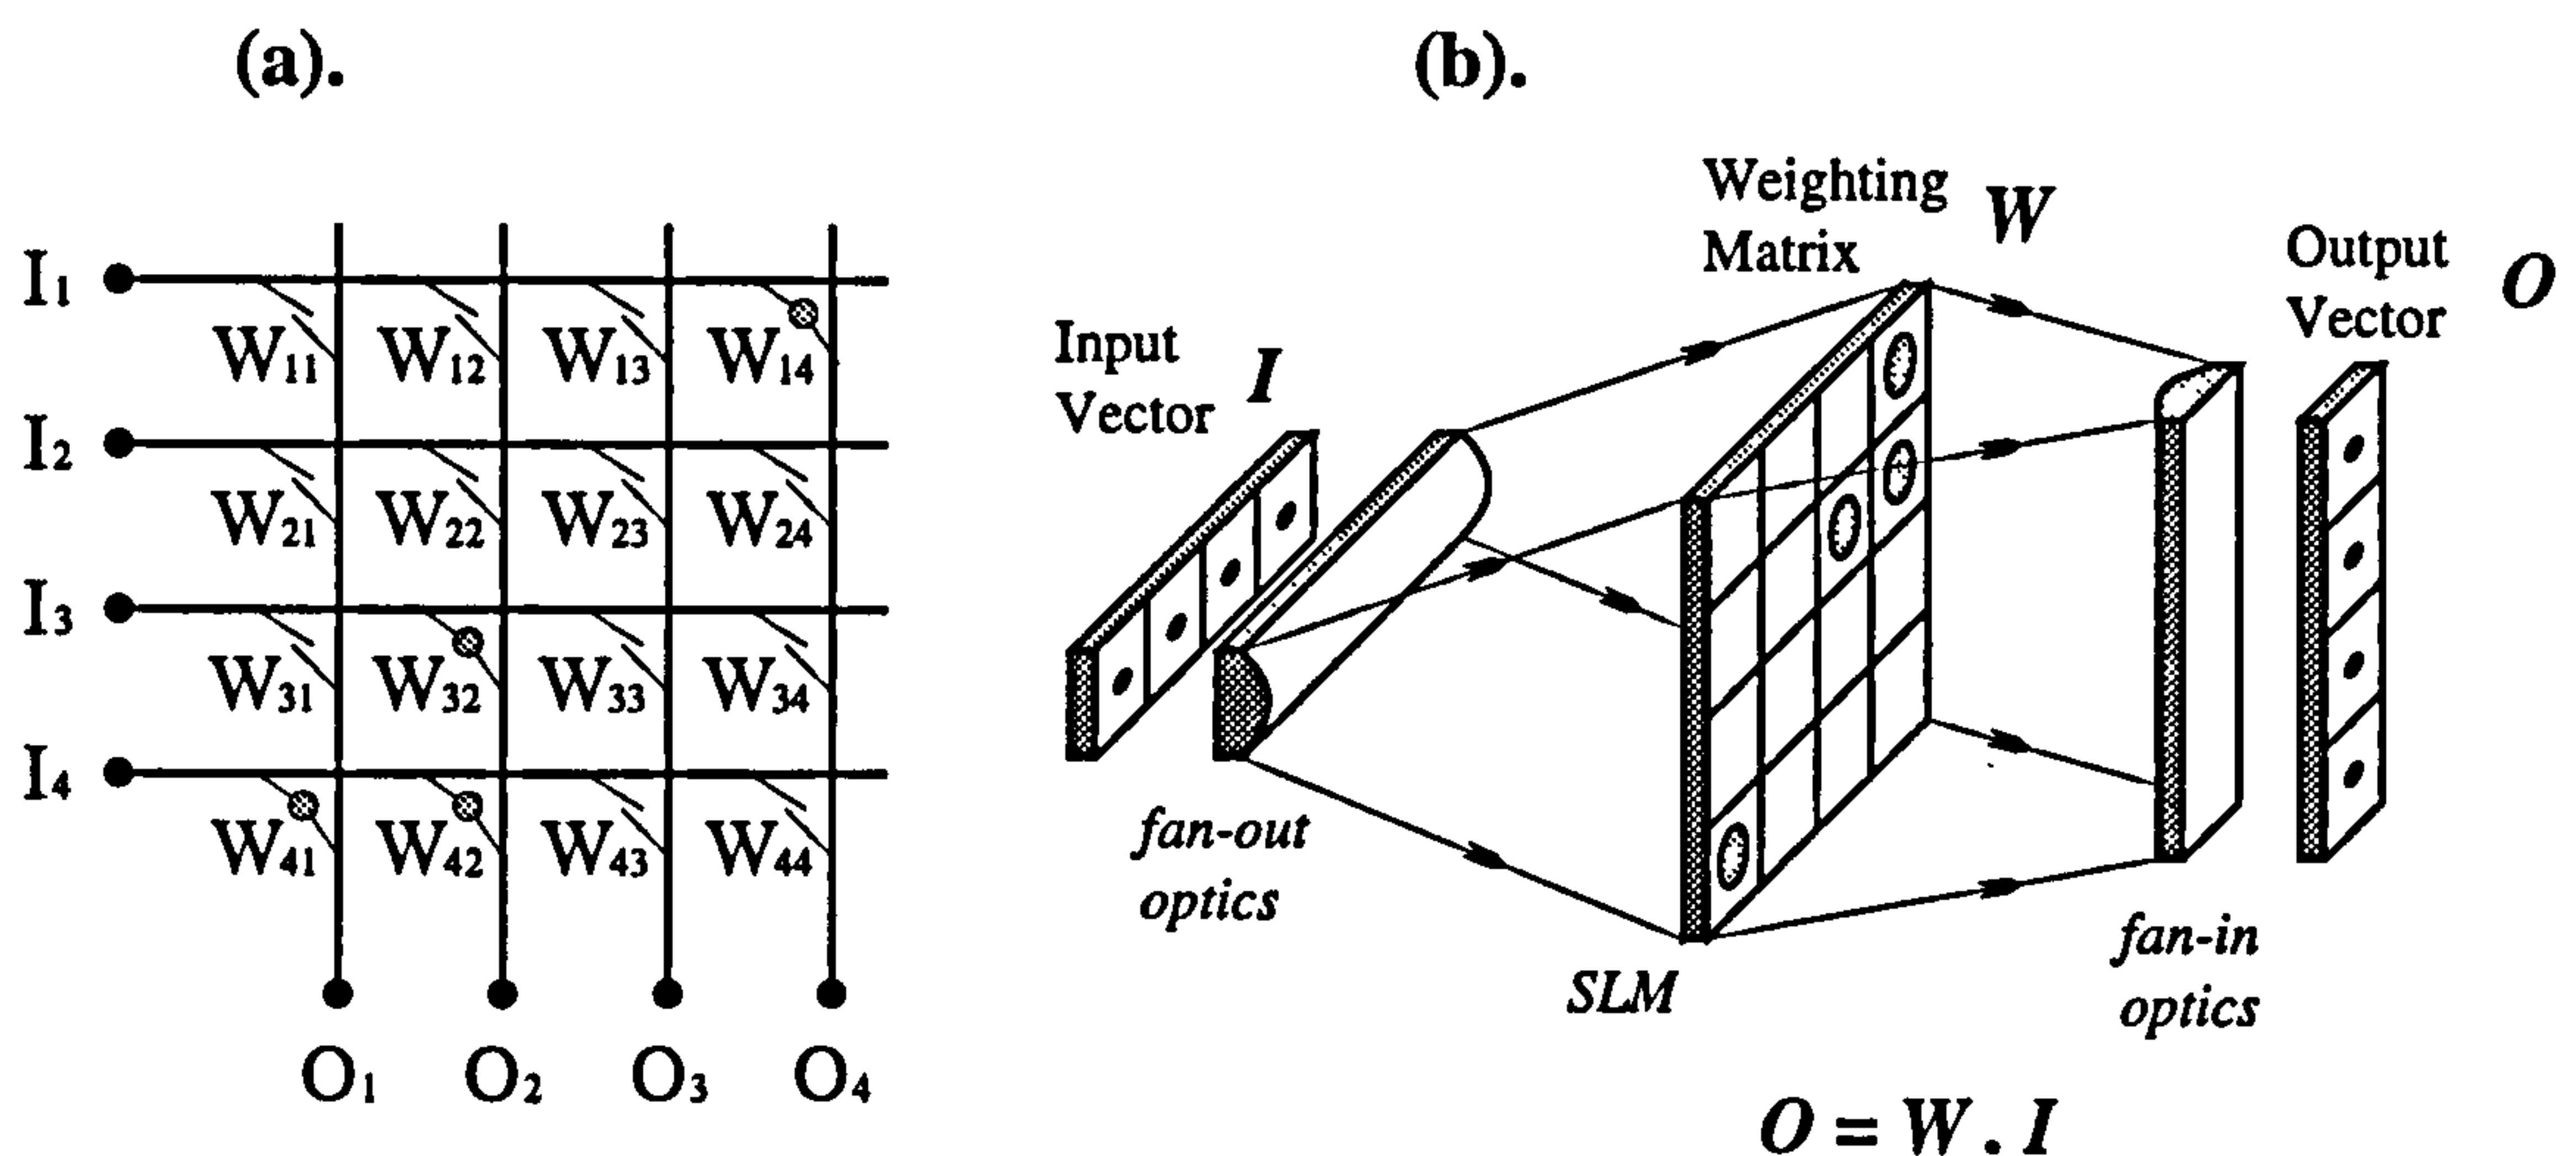 (a).
I1
W11 W12 W13 W14
I2
W21 W22 W23 W24
I3
W31 W32 W33 W34
I4
W41 W42 W43 W44
O1 O2 O3 O4
(b).
Weighting
Matrix W
Output
Vector O
Input
Vector I
fan-out
optics
SLM
fan-in
optics
O = W . I